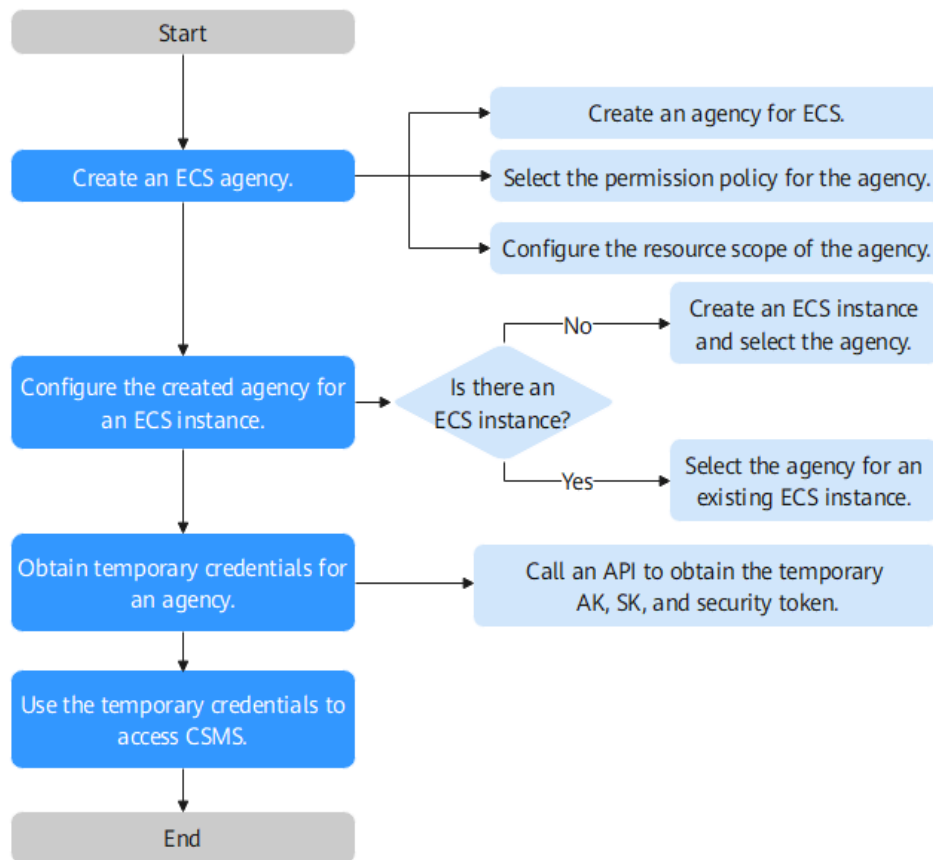 Start
Create an ECS agency.
Create an agency for ECS.
Select the permission policy for the agency.
Configure the resource scope of the agency.
Configure the created agency for
an ECS instance.
Is there an
ECS instance?
No
Create an ECS instance
and select the agency.
Yes
Select the agency for an
existing ECS instance.
Obtain temporary credentials for
an agency.
Call an API to obtain the temporary
AK, SK, and security token.
Use the temporary credentials to
access CSMS.
End